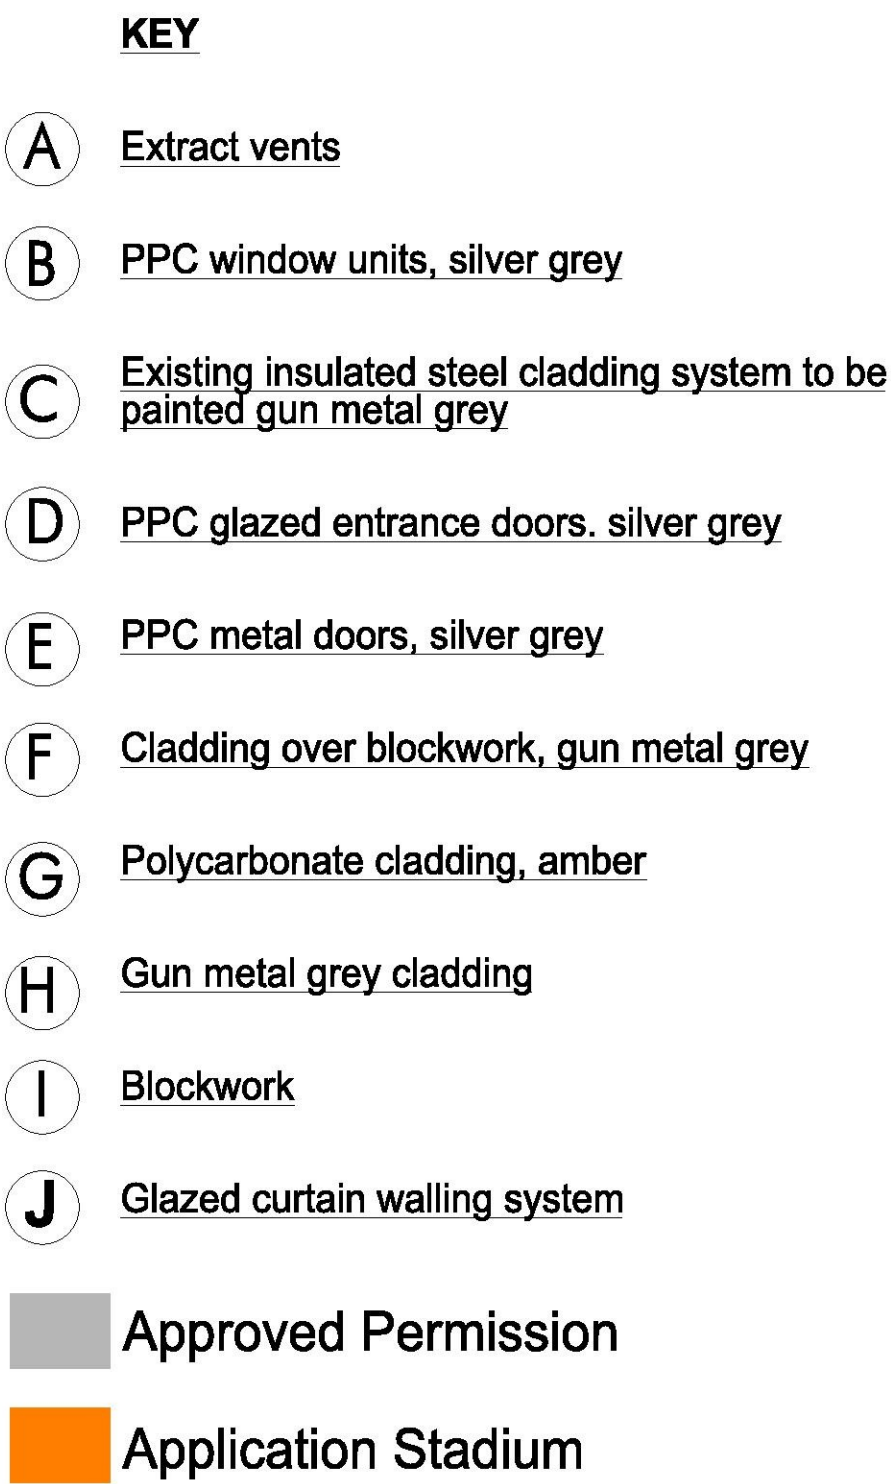 KEY
A Extract vents
B PPC window units, silver grey
C Existing insulated steel cladding system to be
painted gun metal grey
D PPC glazed entrance doors. silver grey
E PPC metal doors, silver grey
F Cladding over blockwork, gun metal grey
G Polycarbonate cladding, amber
H Gun metal grey cladding
I Blockwork
J Glazed curtain walling system
Approved Permission
Application Stadium